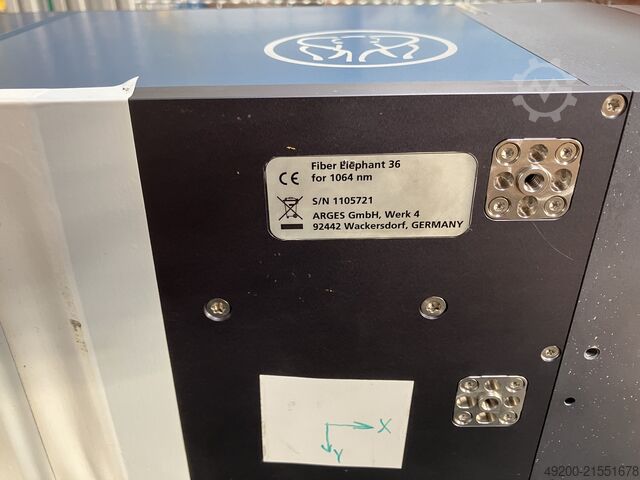 Fiber Elephant 36
for 1064 nm
CE
S/N 1105721
ARGES GmbH, Werk 4
92442 Wackersdorf, GERMANY
X
Y
49200-21551678